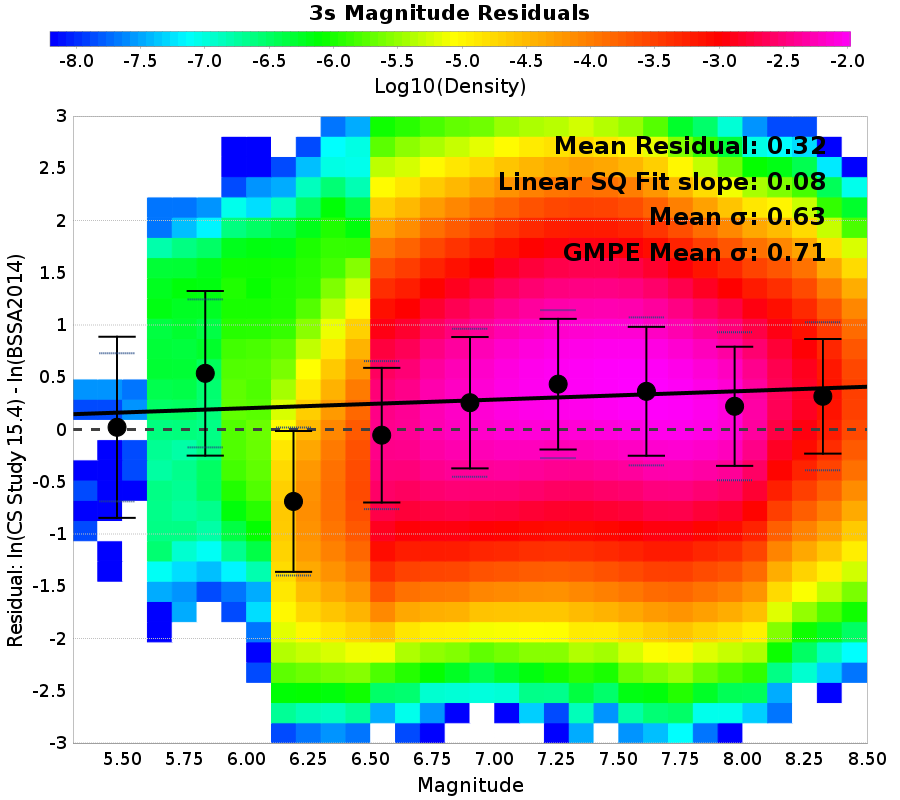 3s Magnitude Residuals
-8.0 -7.5 -7.0 -6.5 -6.0 -5.5 -5.0 -4.5 -4.0 -3.5 -3.0 -2.5 -2.0
Log10(Density)
Mean Residual: 0.32
Linear SQ Fit slope: 0.08
Mean σ: 0.63
GMPE Mean σ: 0.71
Residual: ln(CS Study 15.4) - ln(BSSA2014)
3
2.5
2
1.5
1
0.5
0
-0.5
-1
-1.5
-2
-2.5
-3
5.50 5.75 6.00 6.25 6.50 6.75 7.00 7.25 7.50 7.75 8.00 8.25 8.50
Magnitude